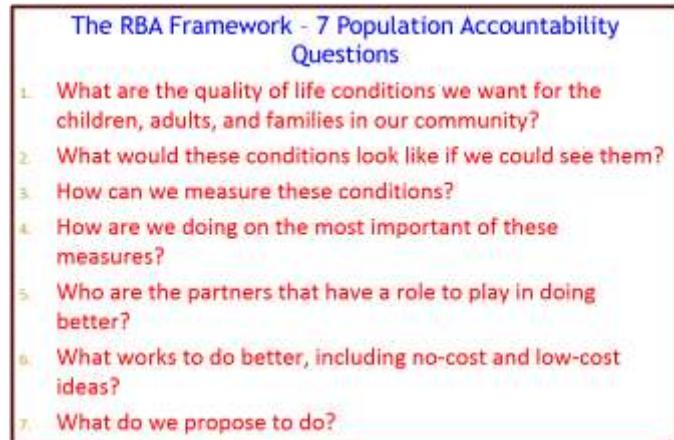 The RBA Framework - 7 Population Accountability
Questions
1. What are the quality of life conditions we want for the
children, adults, and families in our community?
2. What would these conditions look like if we could see them?
3. How can we measure these conditions?
4. How are we doing on the most important of these
measures?
5. Who are the partners that have a role to play in doing
better?
6. What works to do better, including no-cost and low-cost
ideas?
7. What do we propose to do?